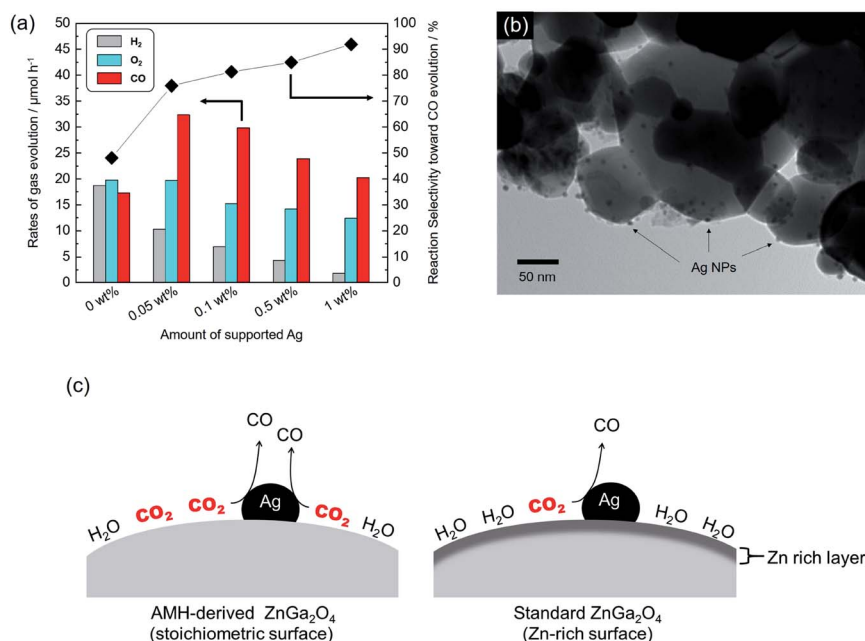 (a)
50
45
40
35
30
25
20
15
10
5
0
Rates of gas evolution / μmol h⁻¹
H₂
O₂
CO
100
90
80
70
60
50
40
30
20
10
0
Reaction Selectivity toward CO evolution / %
0 wt%
0.05 wt%
0.1 wt%
0.5 wt%
1 wt%
Amount of supported Ag
(b)
Ag NPs
50 nm
(c)
CO
CO
Ag
H₂O
CO₂
CO₂
CO₂
H₂O
AMH-derived ZnGa₂O₄
(stoichiometric surface)
CO
Ag
H₂O
H₂O
CO₂
H₂O
H₂O
Zn rich layer
Standard ZnGa₂O₄
(Zn-rich surface)